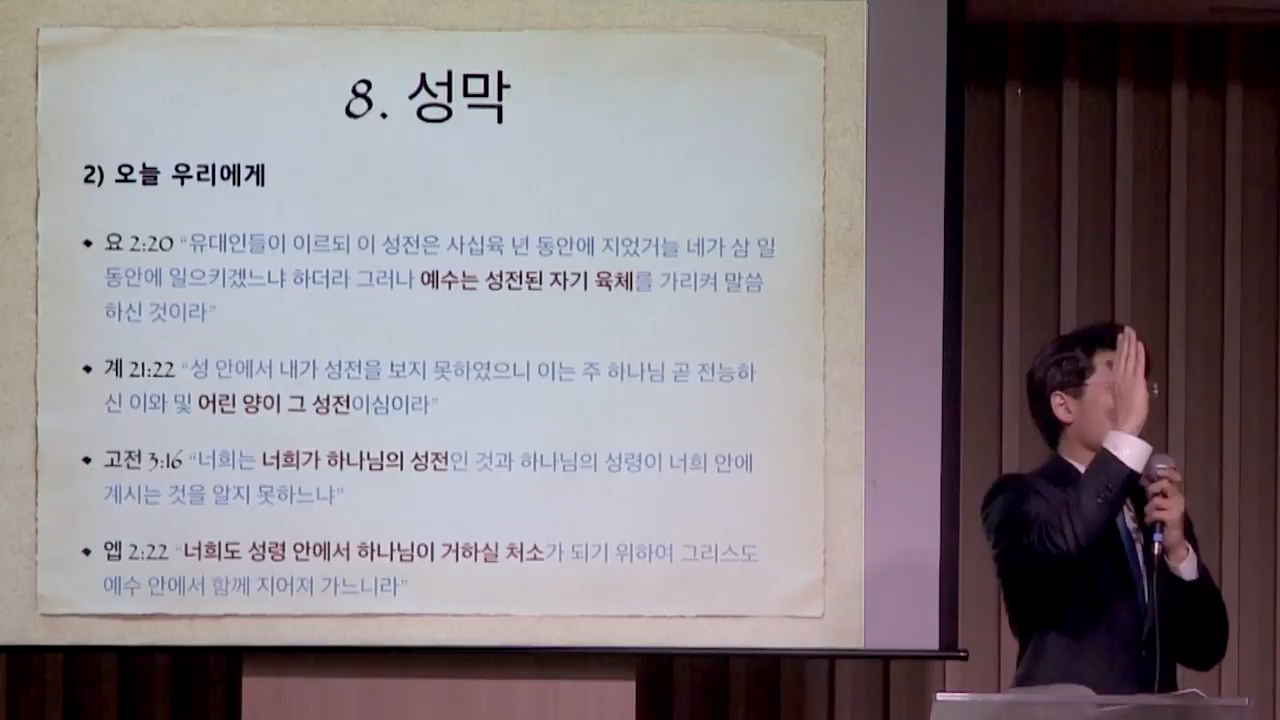 8. 성막
2) 오늘 우리에게
• 요 2:20 “유대인들이 이르되 이 성전은 사십육 년 동안에 지었거늘 네가 삼 일
동안에 일으키겠느냐 하더라 그러나 예수는 성전된 자기 육체를 가리켜 말씀
하신 것이라”
• 계 21:22 “성 안에서 내가 성전을 보지 못하였으니 이는 주 하나님 곧 전능하
신 이와 및 어린 양이 그 성전이심이라”
• 고전 3:16 “너희는 너희가 하나님의 성전인 것과 하나님의 성령이 너희 안에
계시는 것을 알지 못하느냐”
• 엡 2:22 “너희도 성령 안에서 하나님이 거하실 처소가 되기 위하여 그리스도
예수 안에서 함께 지어져 가느니라”